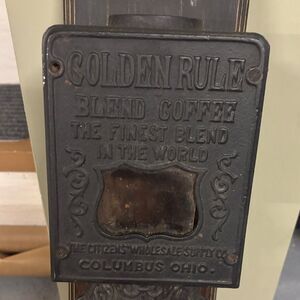 GOLDEN RULE
BLEND COFFEE
THE FINEST BLEND
IN THE WORLD
THE CITIZENS' WHOLESALE SUPPLY CO.
COLUMBUS OHIO.